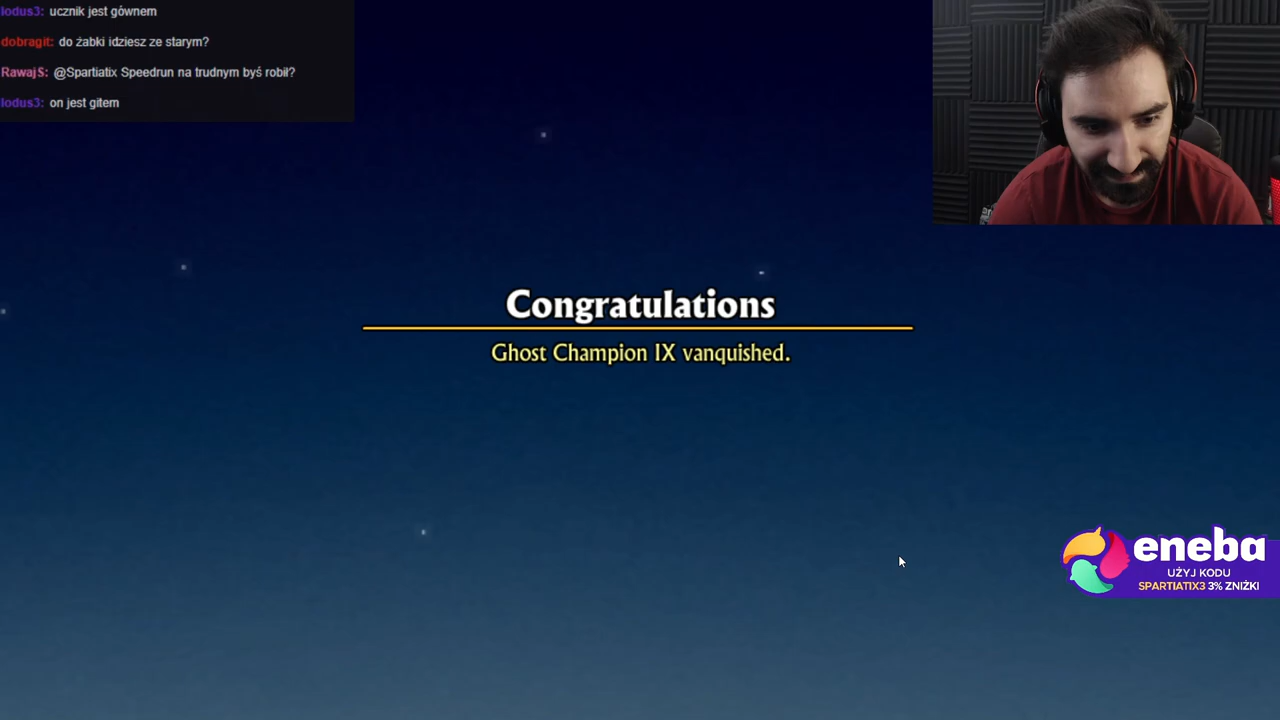 lodus3: ucznik jest gównem
dobragit: do żabki idziesz ze starym?
RawajS: @Spartiatix Speedrun na trudnym byś robił?
lodus3: on jest gitem
Congratulations
Ghost Champion IX vanquished.
eneba
UŻYJ KODU
SPARTIATIX3 3% ZNIŻKI